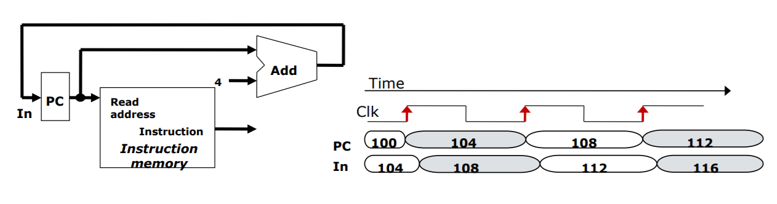 Add
4
PC
In
Read
address
Instruction
Instruction
memory
Time
Clk
PC 100 104 108 112
In 104 108 112 116